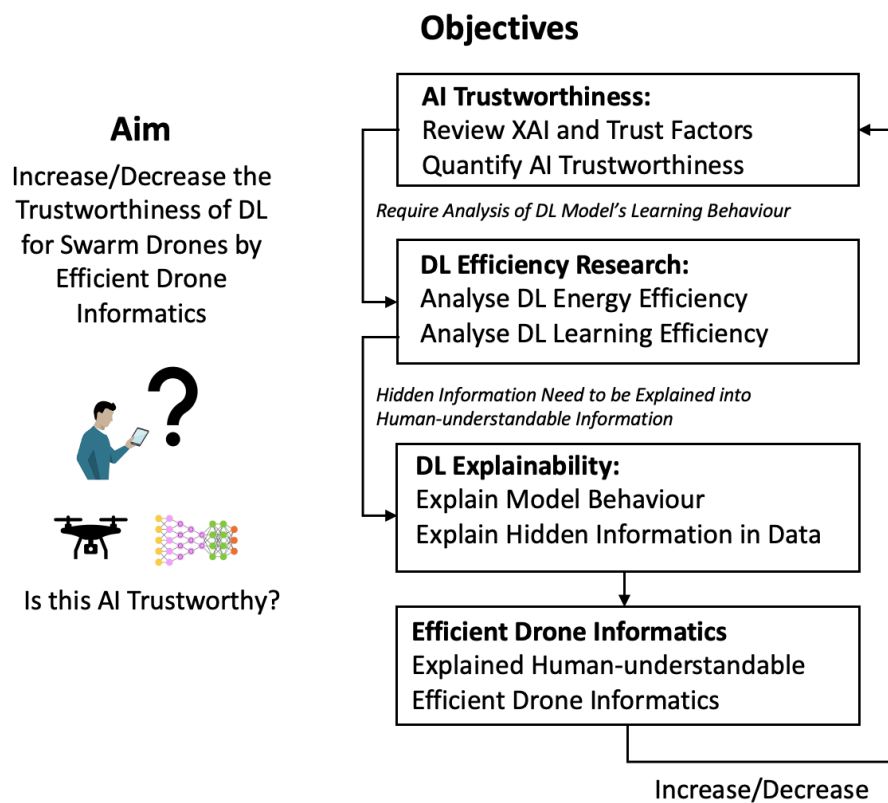 Objectives
Aim
Increase/Decrease the
Trustworthiness of DL
for Swarm Drones by
Efficient Drone
Informatics
Is this AI Trustworthy?
AI Trustworthiness:
Review XAI and Trust Factors
Quantify AI Trustworthiness
Require Analysis of DL Model's Learning Behaviour
DL Efficiency Research:
Analyse DL Energy Efficiency
Analyse DL Learning Efficiency
Hidden Information Need to be Explained into
Human-understandable Information
DL Explainability:
Explain Model Behaviour
Explain Hidden Information in Data
Efficient Drone Informatics
Explained Human-understandable
Efficient Drone Informatics
Increase/Decrease